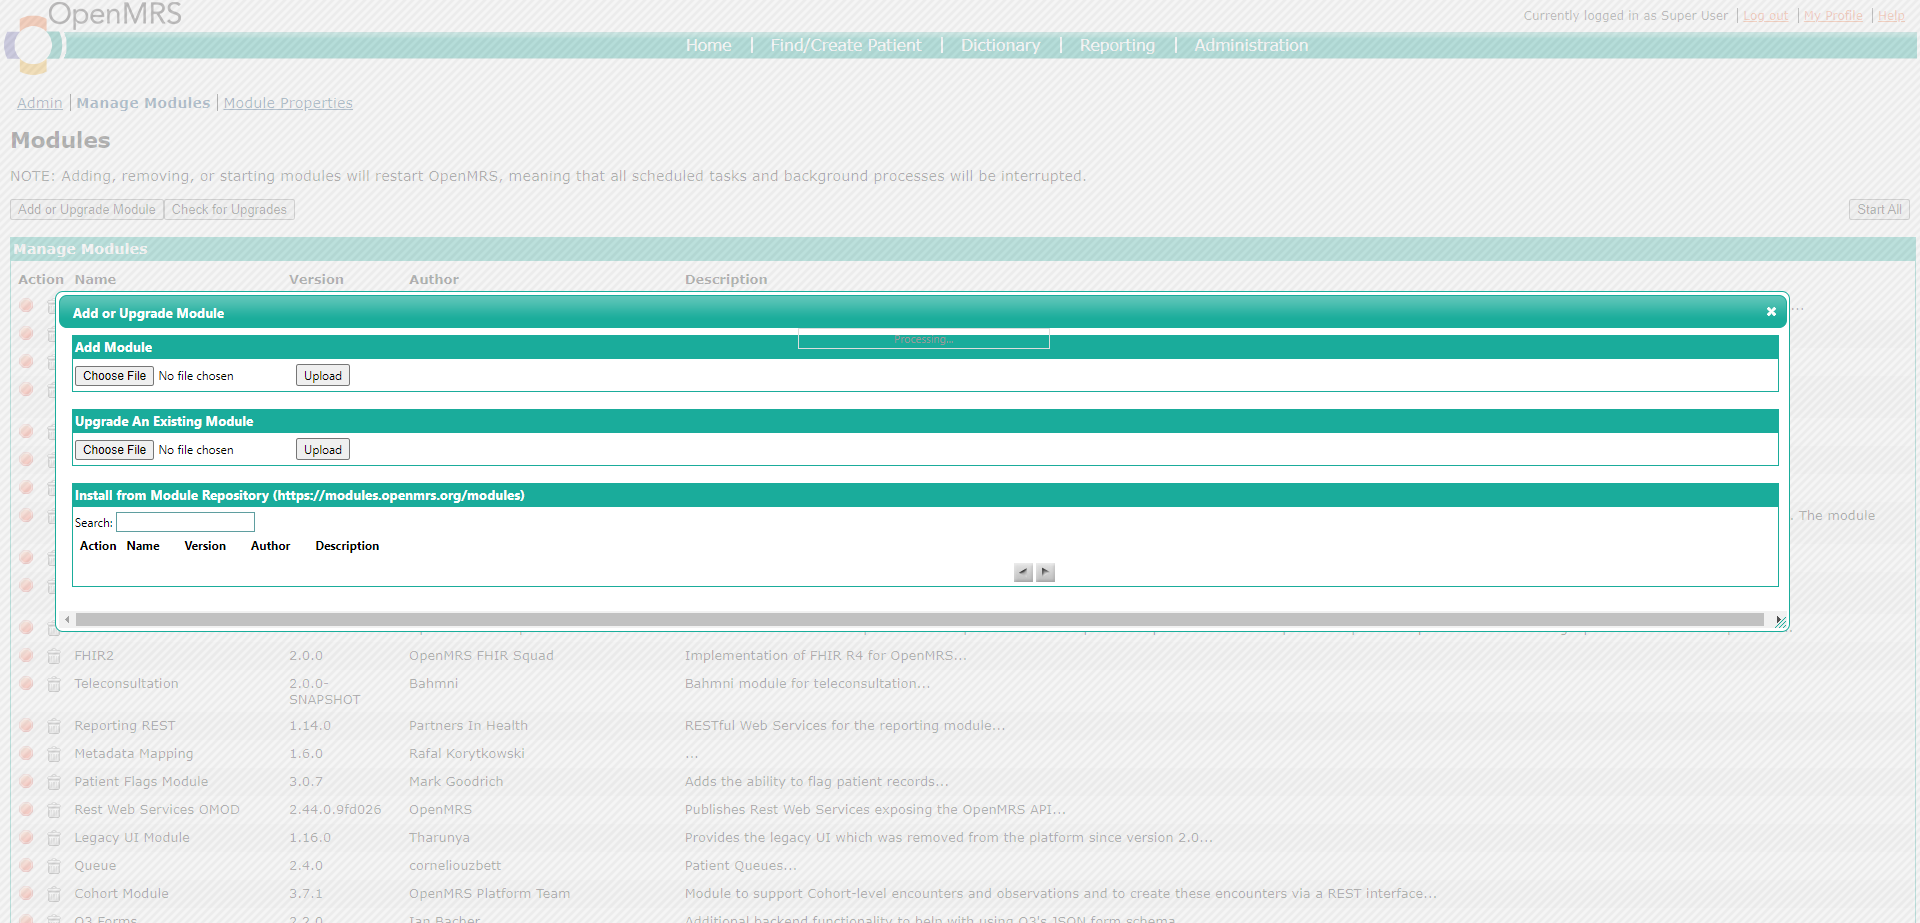 OpenMRS
Currently logged in as Super User | Log out | My Profile | Help
Home | Find/Create Patient | Dictionary | Reporting | Administration
Admin | Manage Modules | Module Properties
Modules
NOTE: Adding, removing, or starting modules will restart OpenMRS, meaning that all scheduled tasks and background processes will be interrupted.
Add or Upgrade Module Check for Upgrades Start All
Manage Modules
Action Name Version Author Description
...
Add or Upgrade Module
Processing...
Add Module
Choose File No file chosen Upload
Upgrade An Existing Module
Choose File No file chosen Upload
Install from Module Repository (https://modules.openmrs.org/modules)
. The module
Search:
Action Name Version Author Description
FHIR2 2.0.0 OpenMRS FHIR Squad Implementation of FHIR R4 for OpenMRS...
Teleconsultation 2.0.0- Bahmni Bahmni module for teleconsultation...
SNAPSHOT
Reporting REST 1.14.0 Partners In Health RESTful Web Services for the reporting module...
Metadata Mapping 1.6.0 Rafal Korytkowski ...
Patient Flags Module 3.0.7 Mark Goodrich Adds the ability to flag patient records...
Rest Web Services OMOD 2.44.0.9fd026 OpenMRS Publishes Rest Web Services exposing the OpenMRS API...
Legacy UI Module 1.16.0 Tharunya Provides the legacy UI which was removed from the platform since version 2.0...
Queue 2.4.0 corneliouzbett Patient Queues...
Cohort Module 3.7.1 OpenMRS Platform Team Module to support Cohort-level encounters and observations and to create these encounters via a REST interface...
O3 Forms 2.2.0 Ian Bacher Additional backend functionality to help with using O3's JSON form schema